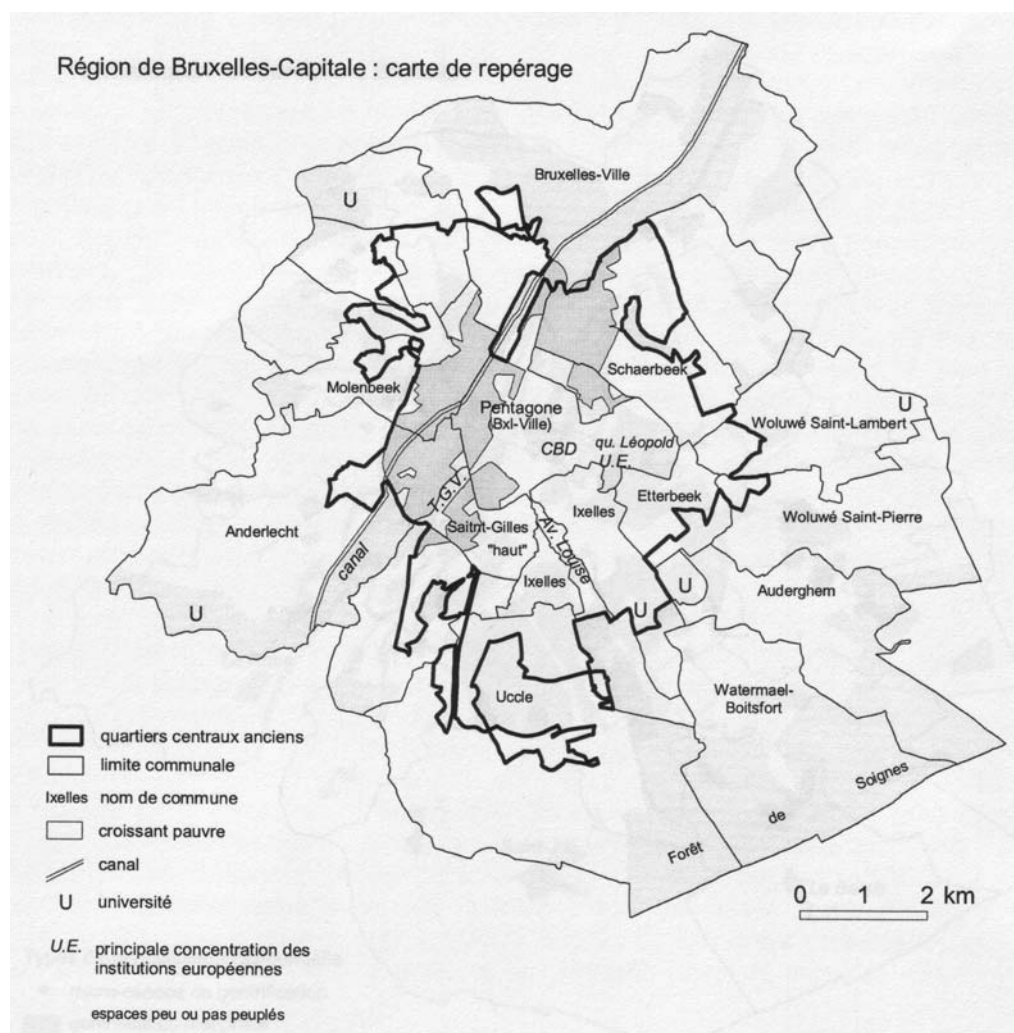 Région de Bruxelles-Capitale : carte de repérage
Bruxelles-Ville
U
Molenbeek
Schaerbeek
Pentagone
(Bxl-Ville)
CBD
qu. Léopold
U.E.
Woluwé Saint-Lambert
U
T.G.V.
Etterbeek
Ixelles
Woluwé Saint-Pierre
Anderlecht
canal
Saitnt-Gilles
"haut"
Av. Louise
Ixelles
U
U
Auderghem
U
Uccle
Watermael-
Boitsfort
Forêt
de
Soignes
quartiers centraux anciens
limite communale
Ixelles nom de commune
croissant pauvre
canal
U université
U.E. principale concentration des
institutions européennes
espaces peu ou pas peuplés
0 1 2 km